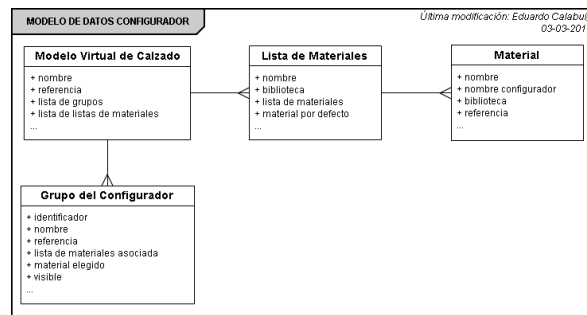 MODELO DE DATOS CONFIGURADOR
Última modificación: Eduardo Calabui
03-03-201
Modelo Virtual de Calzado
+ nombre
+ referencia
+ lista de grupos
+ lista de listas de materiales
...
Lista de Materiales
+ nombre
+ biblioteca
+ lista de materiales
+ material por defecto
...
Material
+ nombre
+ nombre configurador
+ biblioteca
+ referencia
...
Grupo del Configurador
+ identificador
+ nombre
+ referencia
+ lista de materiales asociada
+ material elegido
+ visible
...